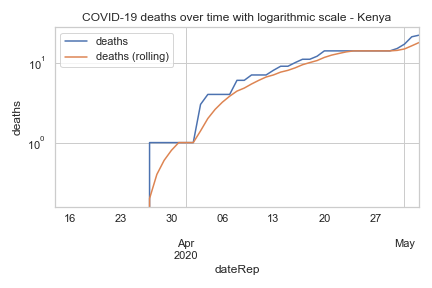 COVID-19 deaths over time with logarithmic scale - Kenya
deaths
deaths (rolling)
10¹
10⁰
deaths
16 23 30 06 13 20 27
Apr May
2020
dateRep